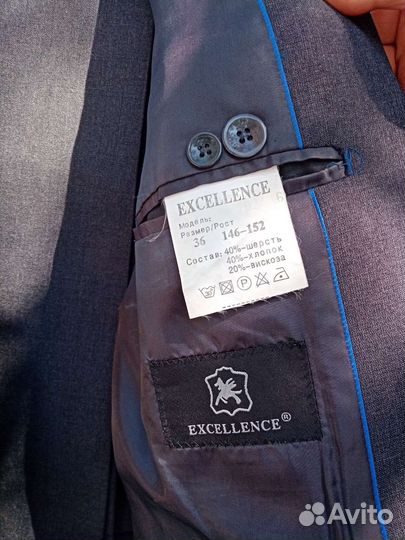 EXCELLENCE
Модель:
Размер/Рост
36 146-152
Состав: 40%-шерсть
40%-хлопок
20%-вискоза
EXCELLENCE®
Avito